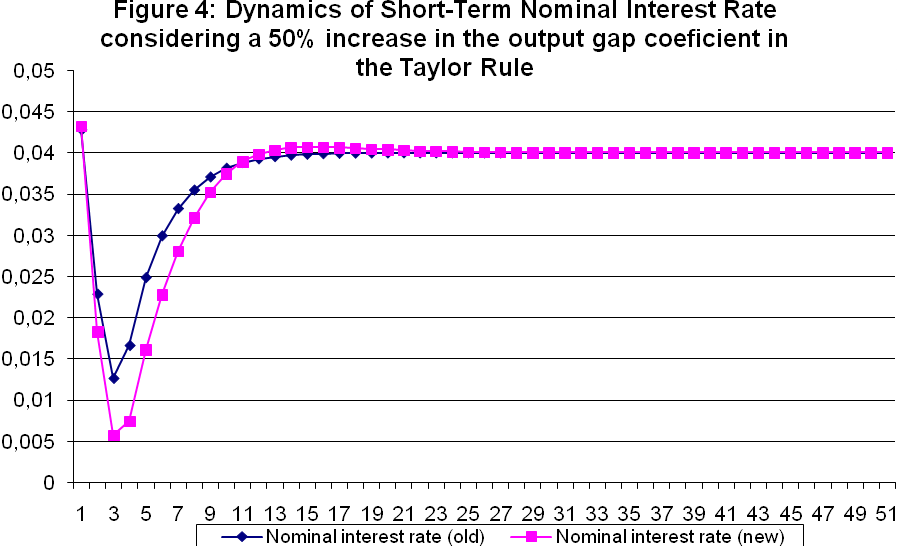 Figure 4: Dynamics of Short-Term Nominal Interest Rate
considering a 50% increase in the output gap coeficient in
the Taylor Rule
0,05
0,045
0,04
0,035
0,03
0,025
0,02
0,015
0,01
0,005
0
1 3 5 7 9 11 13 15 17 19 21 23 25 27 29 31 33 35 37 39 41 43 45 47 49 51
Nominal interest rate (old) Nominal interest rate (new)